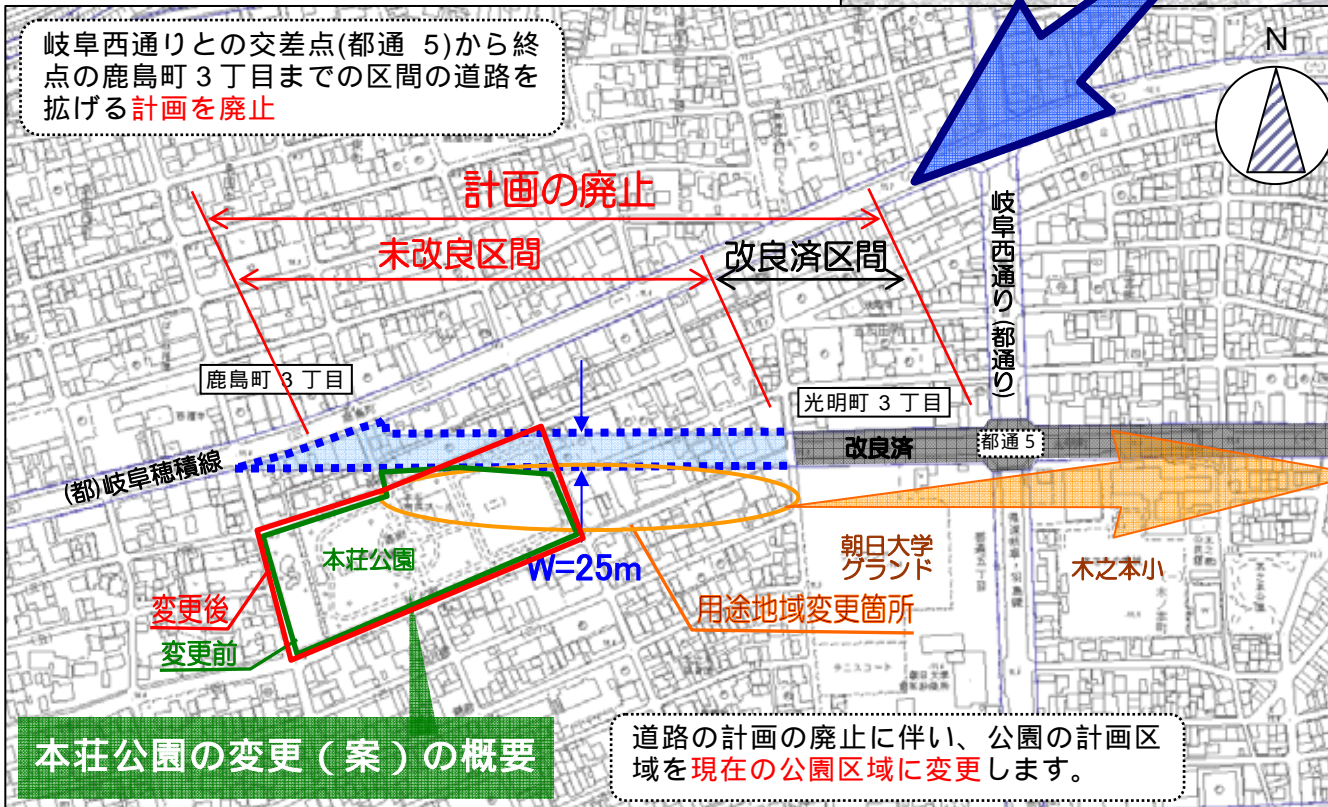 岐阜西通りとの交差点(都通 5)から終
点の鹿島町3丁目までの区間の道路を
拡げる計画を廃止
N
計画の廃止
未改良区間
改良済区間
岐阜西通り(都通り)
鹿島町3丁目
光明町3丁目
改良済
都通5
(都)岐阜穂積線
本荘公園
W=25m
朝日大学
グランド
木之本小
変更後
変更前
用途地域変更箇所
テニスコート
本荘公園の変更(案)の概要
道路の計画の廃止に伴い、公園の計画区
域を現在の公園区域に変更します。